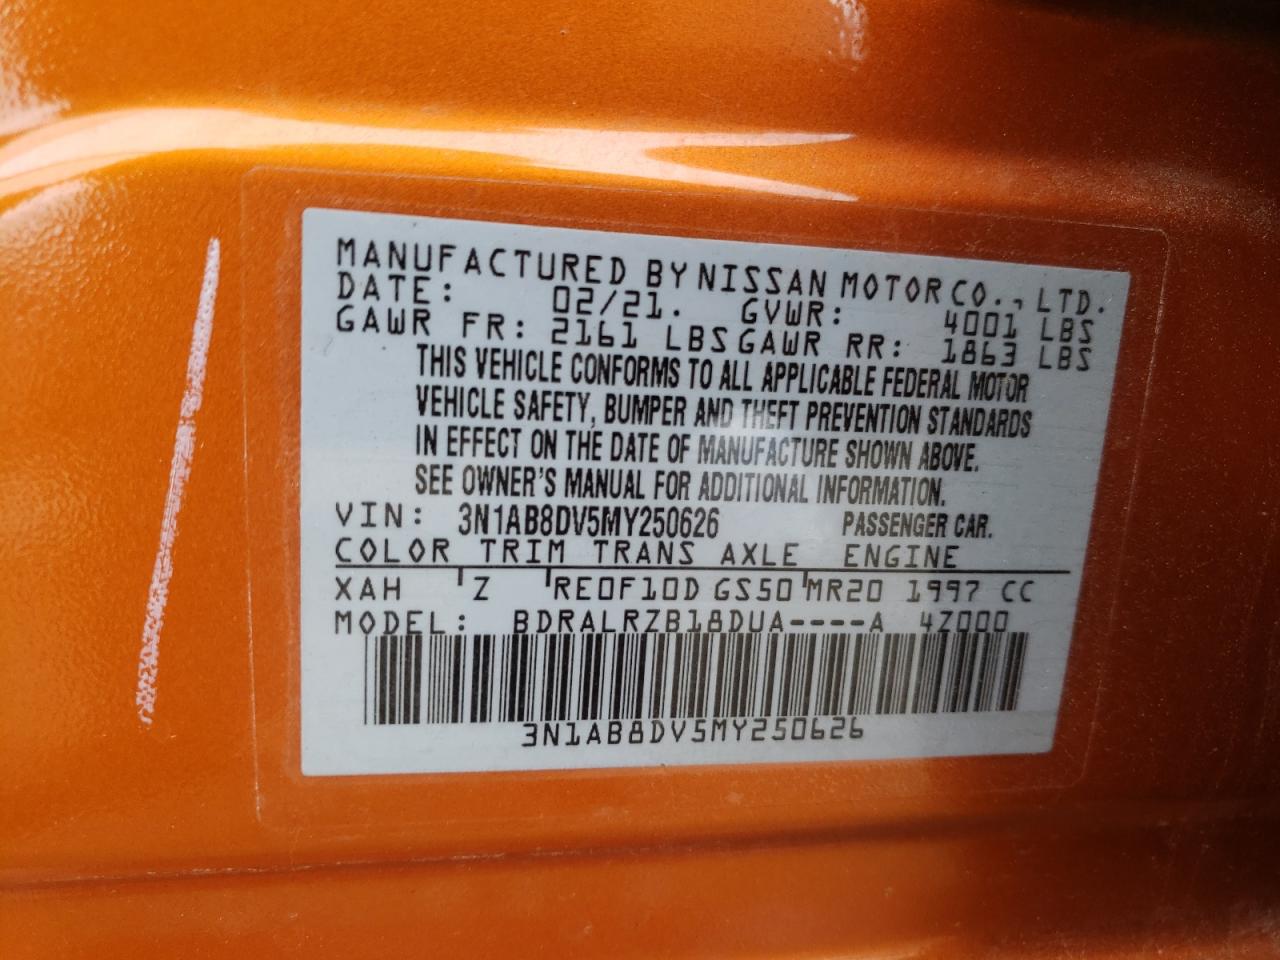 MANUFACTURED BY NISSAN MOTOR CO., LTD.
DATE: 02/21. GVWR: 4001 LBS
GAWR FR: 2161 LBS GAWR RR: 1863 LBS
THIS VEHICLE CONFORMS TO ALL APPLICABLE FEDERAL MOTOR
VEHICLE SAFETY, BUMPER AND THEFT PREVENTION STANDARDS
IN EFFECT ON THE DATE OF MANUFACTURE SHOWN ABOVE.
SEE OWNER'S MANUAL FOR ADDITIONAL INFORMATION.
VIN: 3N1AB8DV5MY250626 PASSENGER CAR.
COLOR TRIM TRANS AXLE ENGINE
XAH Z RE0F10D GS50 MR20 1997 CC
MODEL: BDRALRZB18DUA----A 4Z000
3N1AB8DV5MY250626